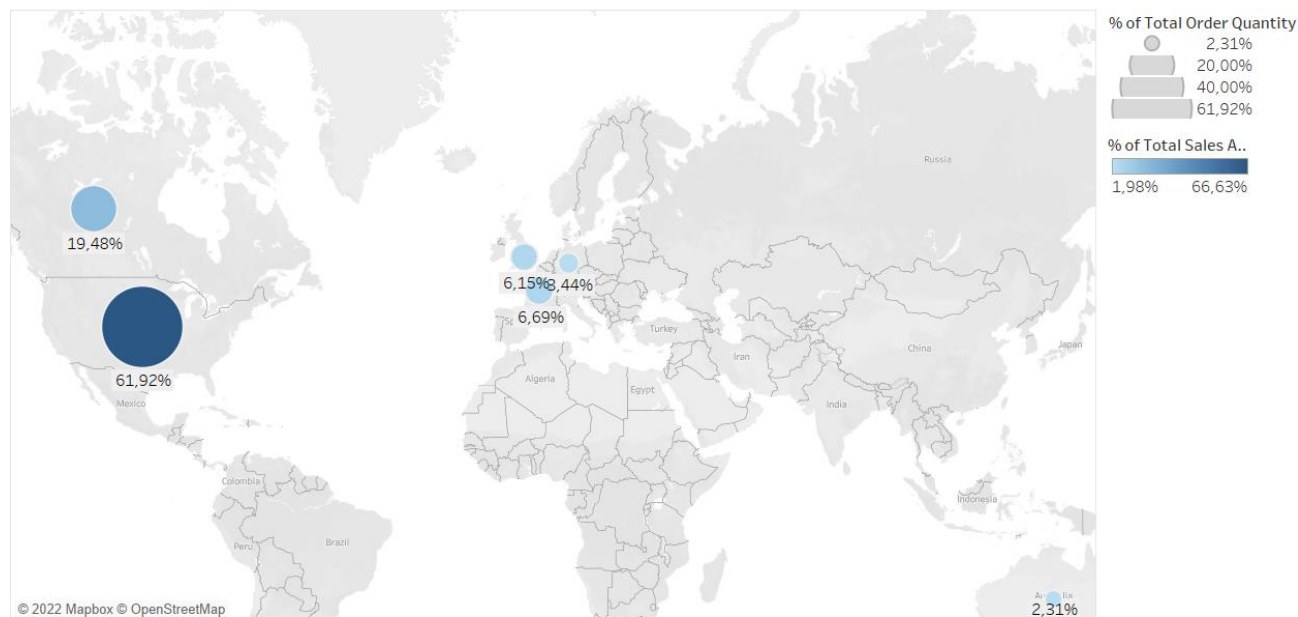 % of Total Order Quantity
2,31%
20,00%
40,00%
61,92%
% of Total Sales A..
1,98% 66,63%
Russia
19,48%
6,15%
3,44%
6,69%
Turkey
Japan
China
Iran
61,92%
Algeria
Egypt
Mexico
India
Colombia
Indonesia
Peru
Brazil
2,31%
© 2022 Mapbox © OpenStreetMap